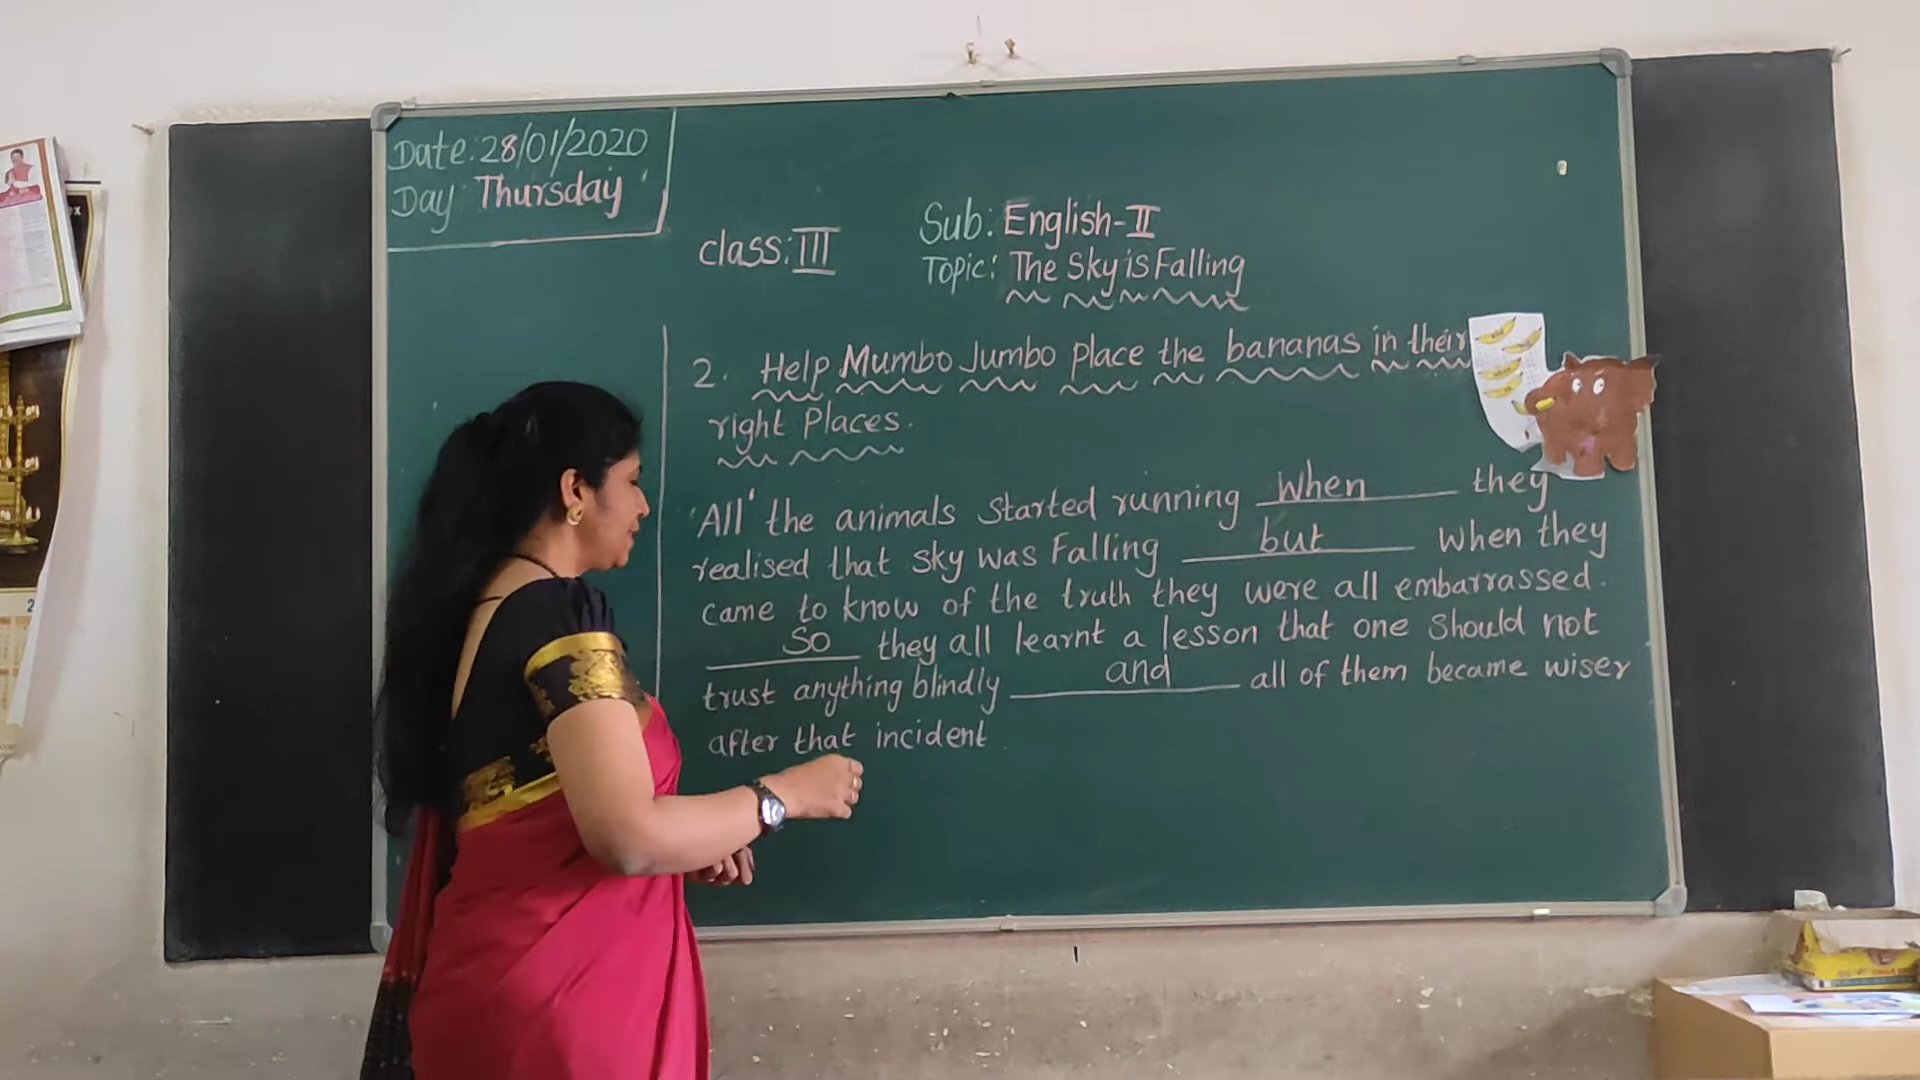 Date: 28/01/2020
Day: Thursday
class: III
Sub: English-II
Topic: The Sky is Falling
2. Help Mumbo Jumbo place the bananas in their
right Places.
All the animals started running when they
realised that sky was Falling but when they
came to know of the truth they were all embarrassed.
So they all learnt a lesson that one should not
trust anything blindly and all of them became wiser
after that incident